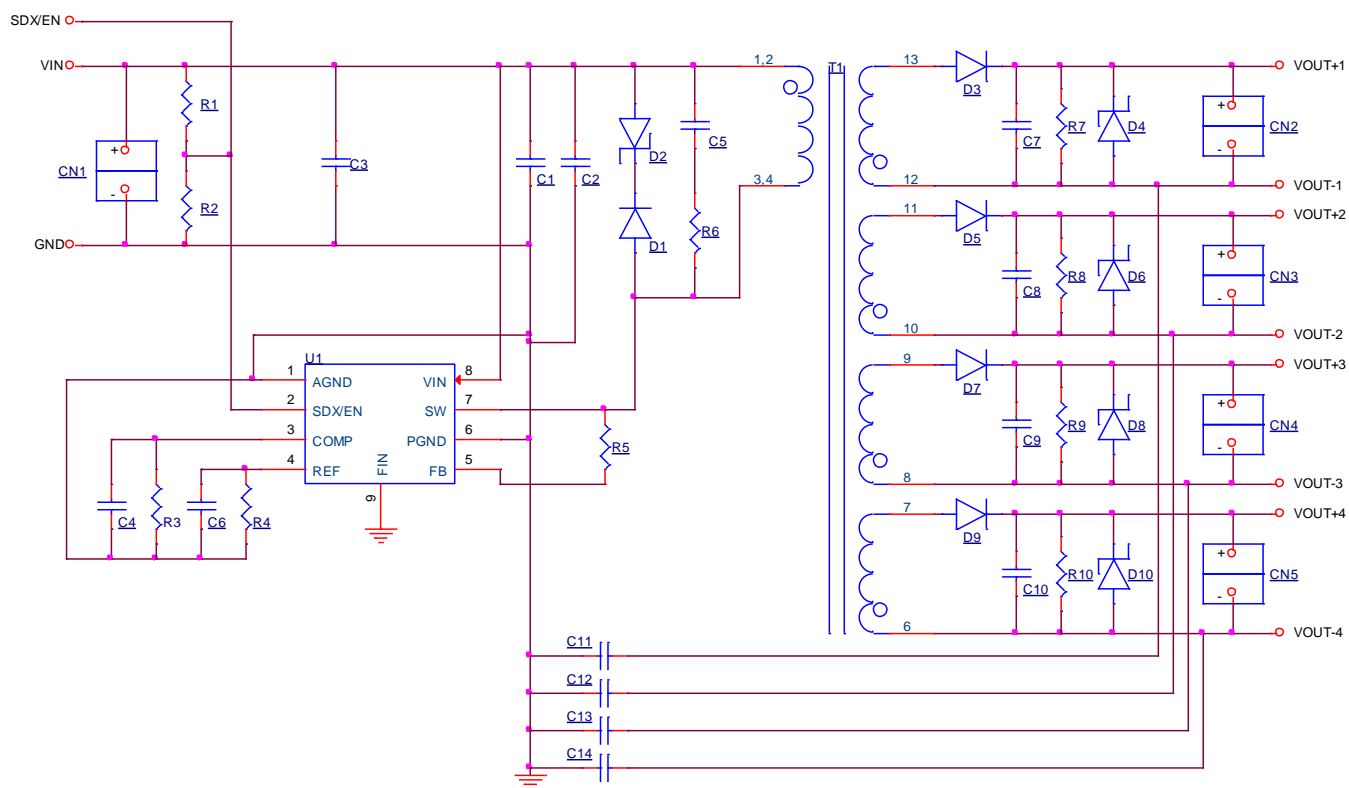 SDX/EN
VIN
GND
CN1
+
-
R1
R2
C3
C1
C2
D2
D1
C5
R6
1,2
3,4
T1
U1
1 AGND
2 SDX/EN
3 COMP
4 REF
VIN 8
SW 7
PGND 6
FB 5
FIN
9
R5
C4
R3
C6
R4
13
D3
C7
R7
D4
+
-
CN2
VOUT+1
12
VOUT-1
11
D5
C8
R8
D6
+
-
CN3
VOUT+2
10
VOUT-2
9
D7
C9
R9
D8
+
-
CN4
VOUT+3
8
VOUT-3
7
D9
C10
R10
D10
+
-
CN5
VOUT+4
6
VOUT-4
C11
C12
C13
C14